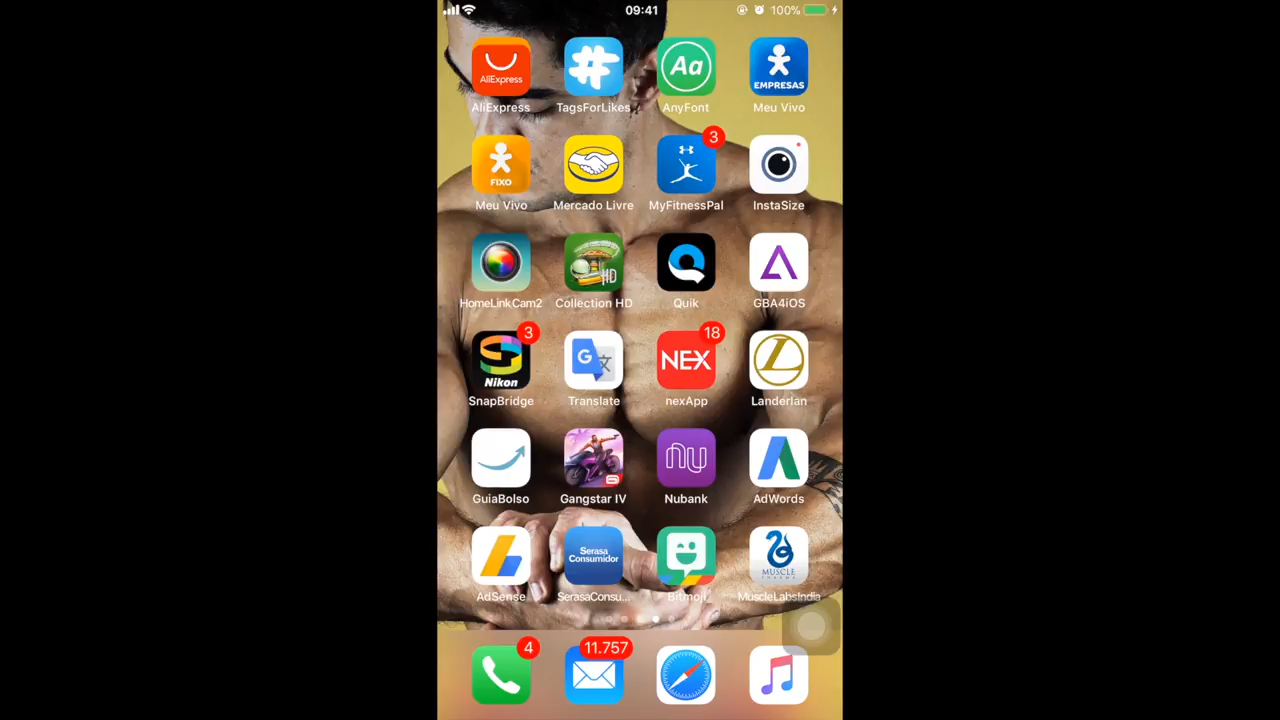 09:41 100%
AliExpress Aa EMPRESAS
AliExpress TagsForLikes AnyFont Meu Vivo
FIXO 3
Meu Vivo Mercado Livre MyFitnessPal InstaSize
HD
HomeLinkCam2 Collection HD Quik GBA4iOS
3 Nikon G NEX 18
SnapBridge Translate nexApp Landerlan
nu
GuiaBolso Gangstar IV Nubank AdWords
Serasa Consumidor MUSCLE PHARMA
AdSense SerasaConsu... Bitmoji MuscleLabsIndia
4 11.757